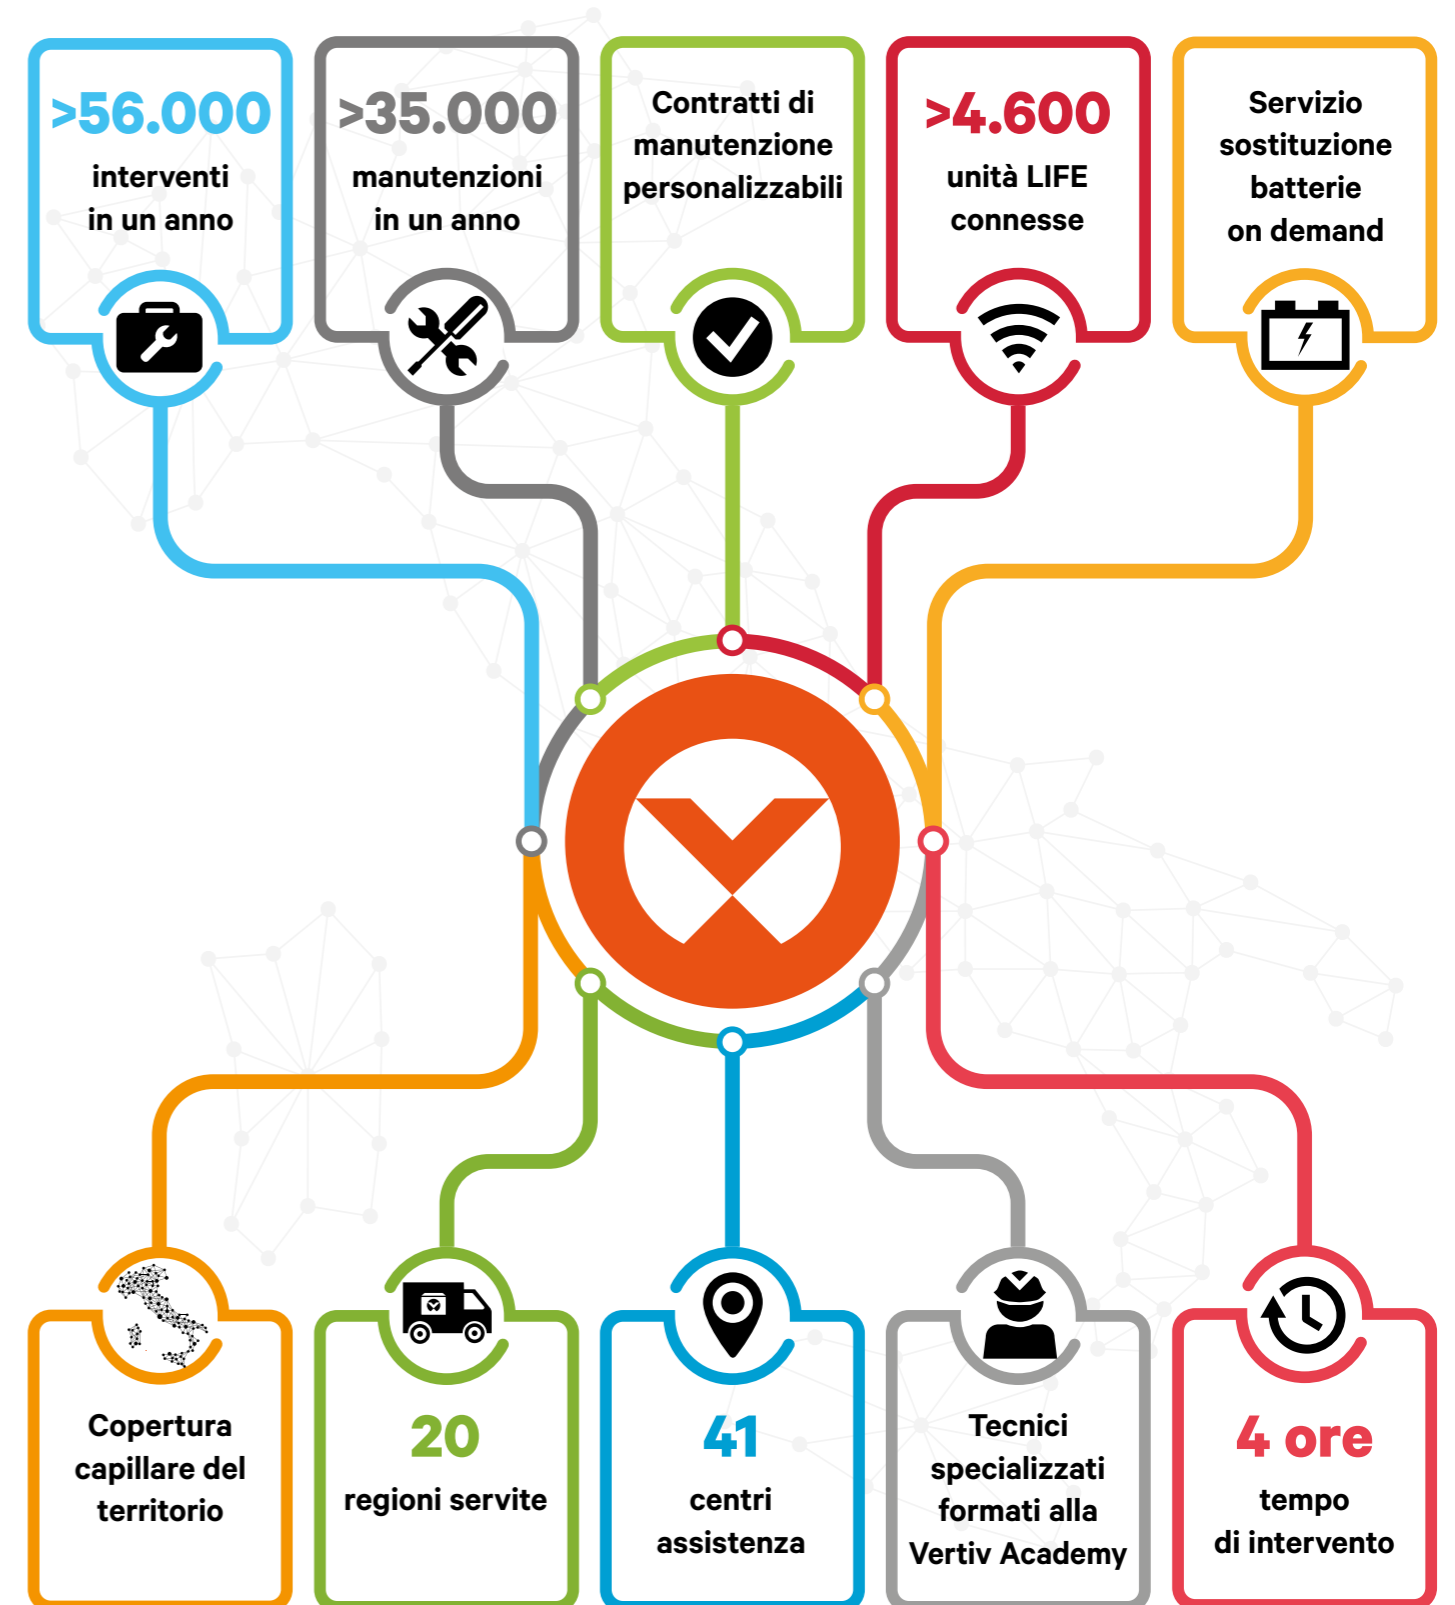 >56.000
interventi
in un anno
>35.000
manutenzioni
in un anno
Contratti di
manutenzione
personalizzabili
>4.600
unità LIFE
connesse
Servizio
sostituzione
batterie
on demand
Copertura
capillare del
territorio
20
regioni servite
41
centri
assistenza
Tecnici
specializzati
formati alla
Vertiv Academy
4 ore
tempo
di intervento